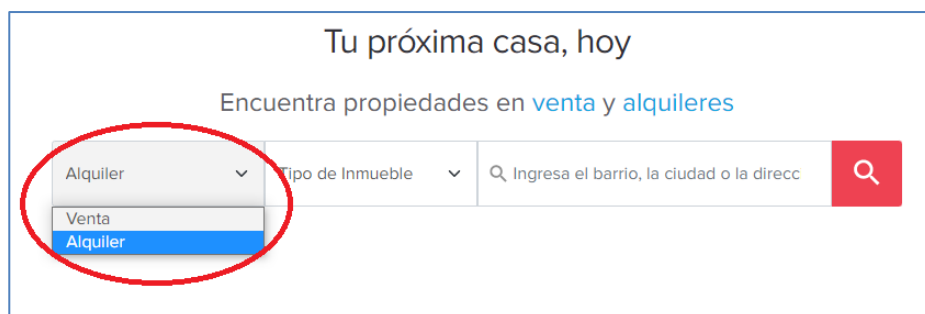 Tu próxima casa, hoy
Encuentra propiedades en venta y alquileres
Alquiler
Tipo de Inmueble
Ingresa el barrio, la ciudad o la direcc
Venta
Alquiler